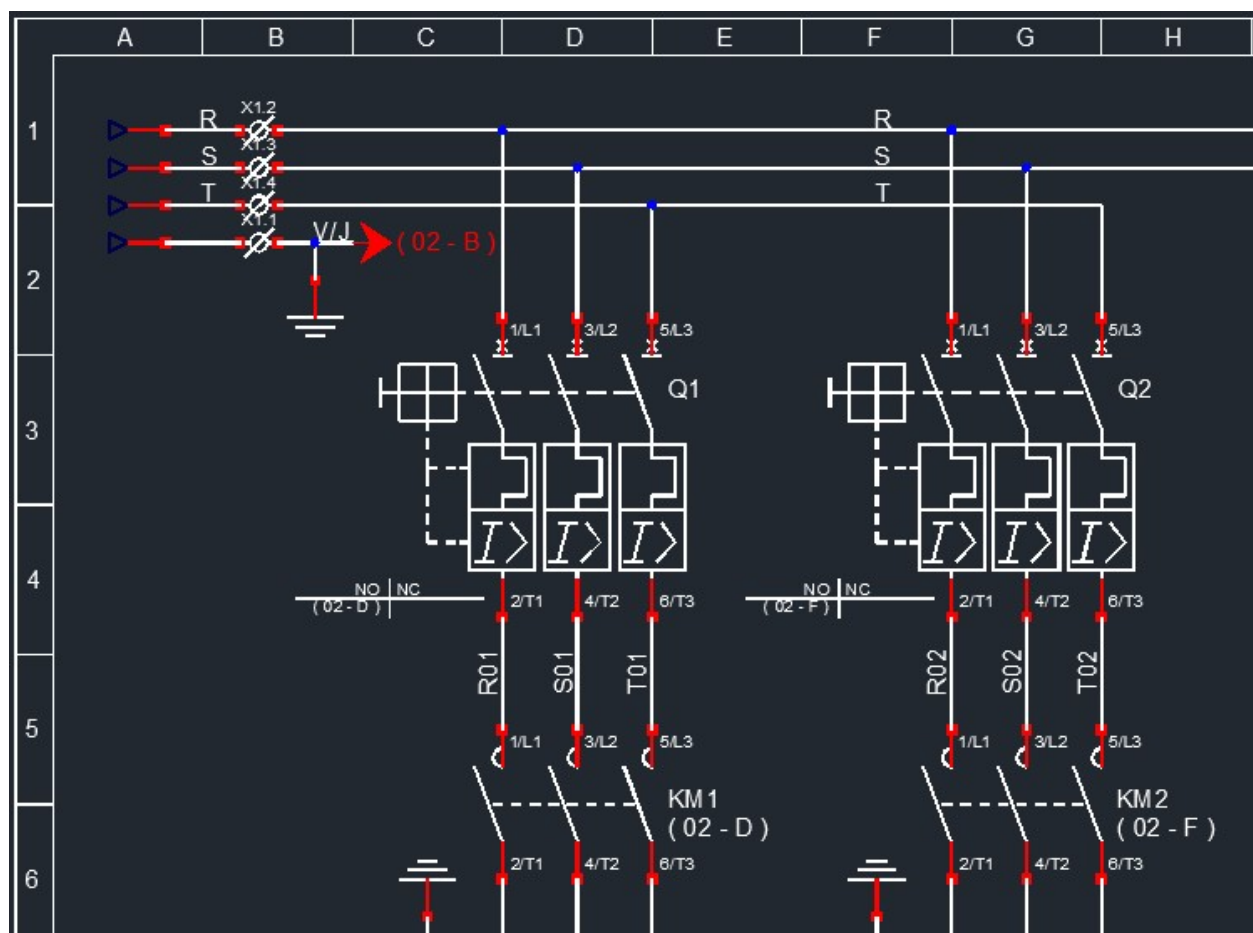 A B C D E F G H
1
X1.2
R R
X1.3
S S
X1.4
T T
X1.1
V/J ( 02 - B )
2
1/L1 3/L2 5/L3 1/L1 3/L2 5/L3
Q1 Q2
3
I> I> I> I> I> I>
4
NO NC NO NC
( 02 - D ) 2/T1 4/T2 6/T3 ( 02 - F ) 2/T1 4/T2 6/T3
R01 S01 T01 R02 S02 T02
5
1/L1 3/L2 5/L3 1/L1 3/L2 5/L3
KM1 KM2
( 02 - D ) ( 02 - F )
2/T1 4/T2 6/T3 2/T1 4/T2 6/T3
6